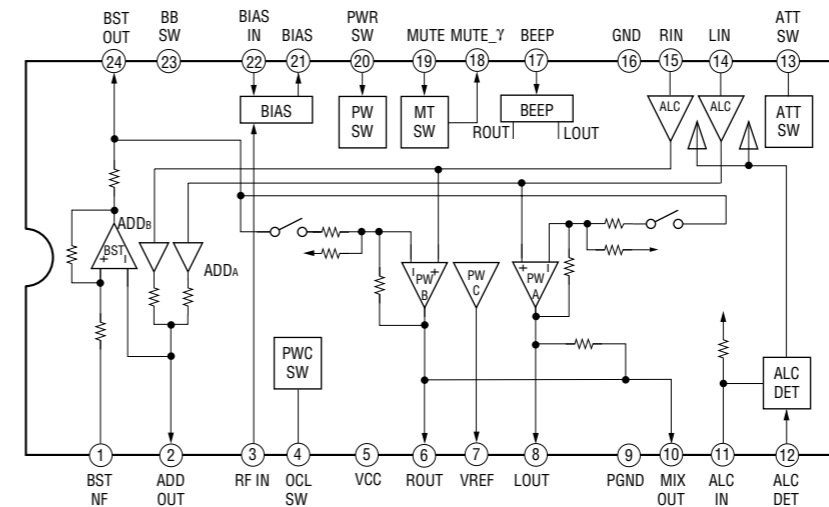 BST OUT
BB SW
BIAS IN
BIAS
PWR SW
MUTE
MUTE_γ
BEEP
GND
RIN
LIN
ATT SW
24
23
22
21
20
19
18
17
16
15
14
13
BIAS
PW SW
MT SW
BEEP
ROUT
LOUT
ALC
ALC
ATT SW
ADDB
BST
+
−
ADDA
− +
PW B
PW C
+ −
PW A
PWC SW
ALC DET
1
2
3
4
5
6
7
8
9
10
11
12
BST NF
ADD OUT
RF IN
OCL SW
VCC
ROUT
VREF
LOUT
PGND
MIX OUT
ALC IN
ALC DET